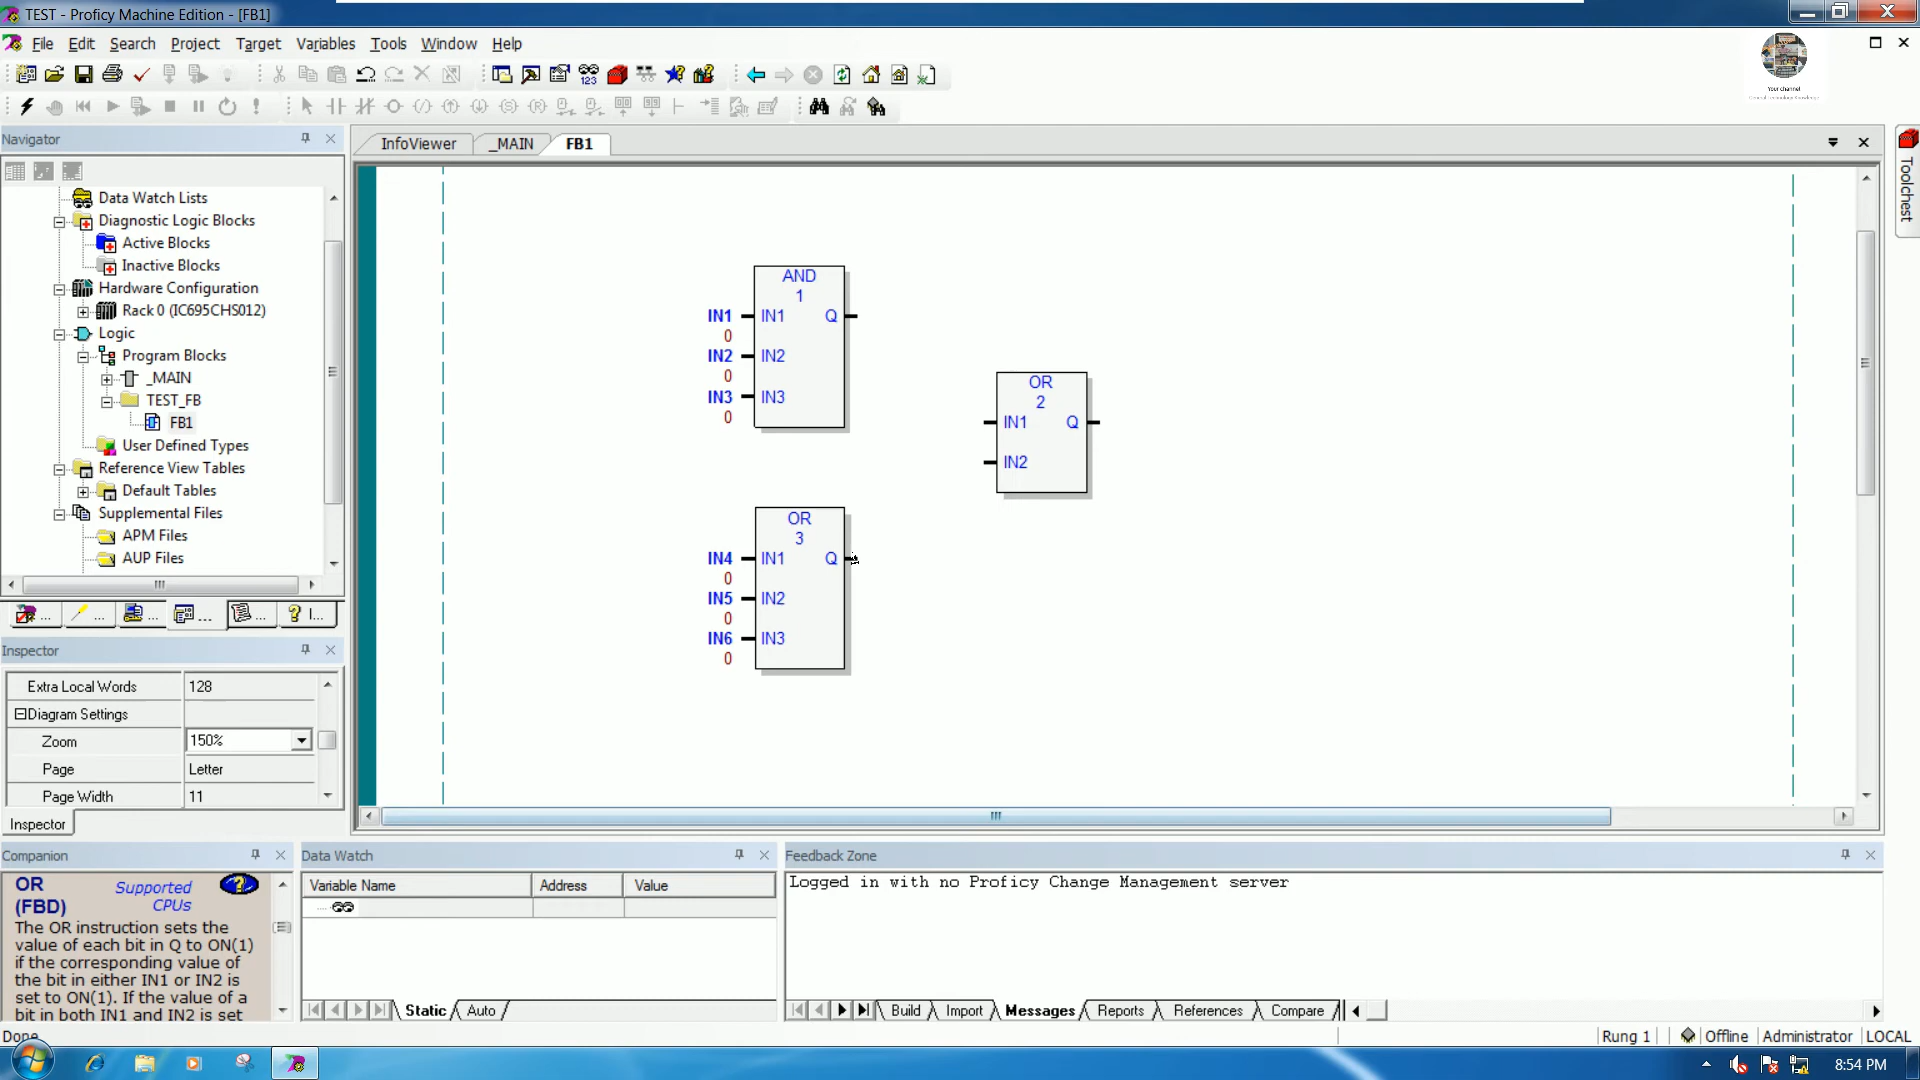 TEST - Proficy Machine Edition - [FB1]
File Edit Search Project Target Variables Tools Window Help
Your channel
123
Navigator
InfoViewer _MAIN FB1
Toolchest
Data Watch Lists
Diagnostic Logic Blocks
Active Blocks
Inactive Blocks
Hardware Configuration
Rack 0 (IC695CHS012)
Logic
Program Blocks
_MAIN
TEST_FB
FB1
User Defined Types
Reference View Tables
Default Tables
Supplemental Files
APM Files
AUP Files
... ... ... ... ... I...
AND
1
IN1 IN1 Q
0
IN2 IN2
0
IN3 IN3
0
OR
2
IN1 Q
IN2
OR
3
IN4 IN1 Q
0
IN5 IN2
0
IN6 IN3
0
Inspector
Extra Local Words 128
Diagram Settings
Zoom 150%
Page Letter
Page Width 11
Inspector
Companion
OR
(FBD)
Supported
CPUs
The OR instruction sets the
value of each bit in Q to ON(1)
if the corresponding value of
the bit in either IN1 or IN2 is
set to ON(1). If the value of a
bit in both IN1 and IN2 is set
Data Watch
Variable Name Address Value
Static Auto
Feedback Zone
Logged in with no Proficy Change Management server
Build Import Messages Reports References Compare
Done
Rung 1 Offline Administrator LOCAL
8:54 PM